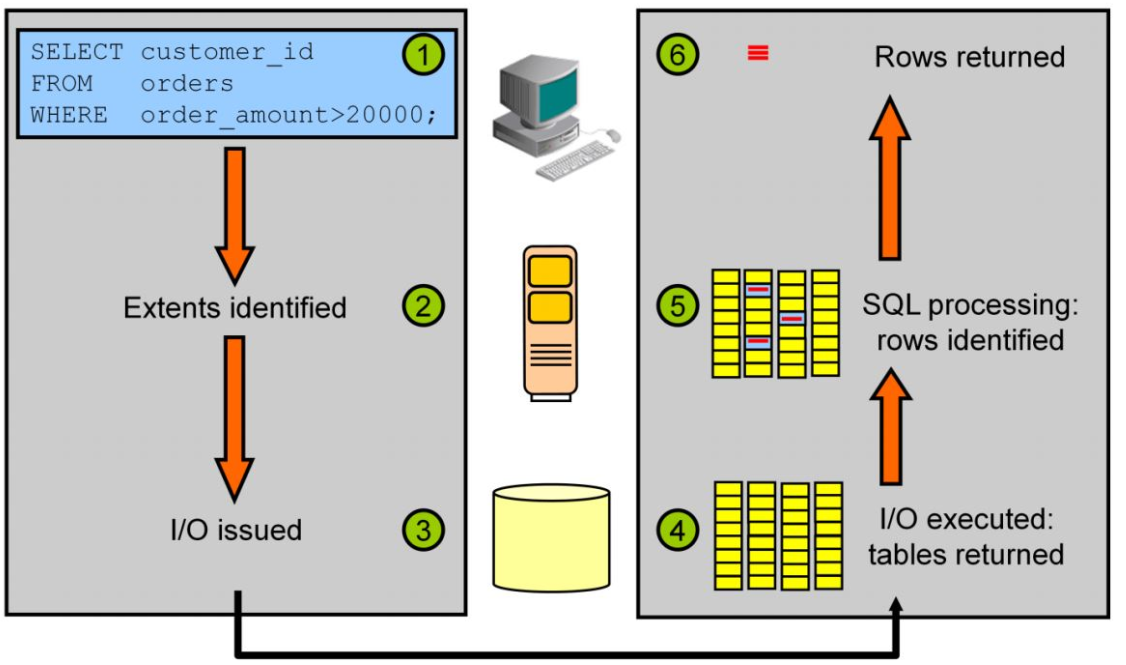 SELECT customer_id
FROM orders
WHERE order_amount>20000;
1
Extents identified
2
I/O issued
3
6
Rows returned
5
SQL processing:
rows identified
4
I/O executed:
tables returned